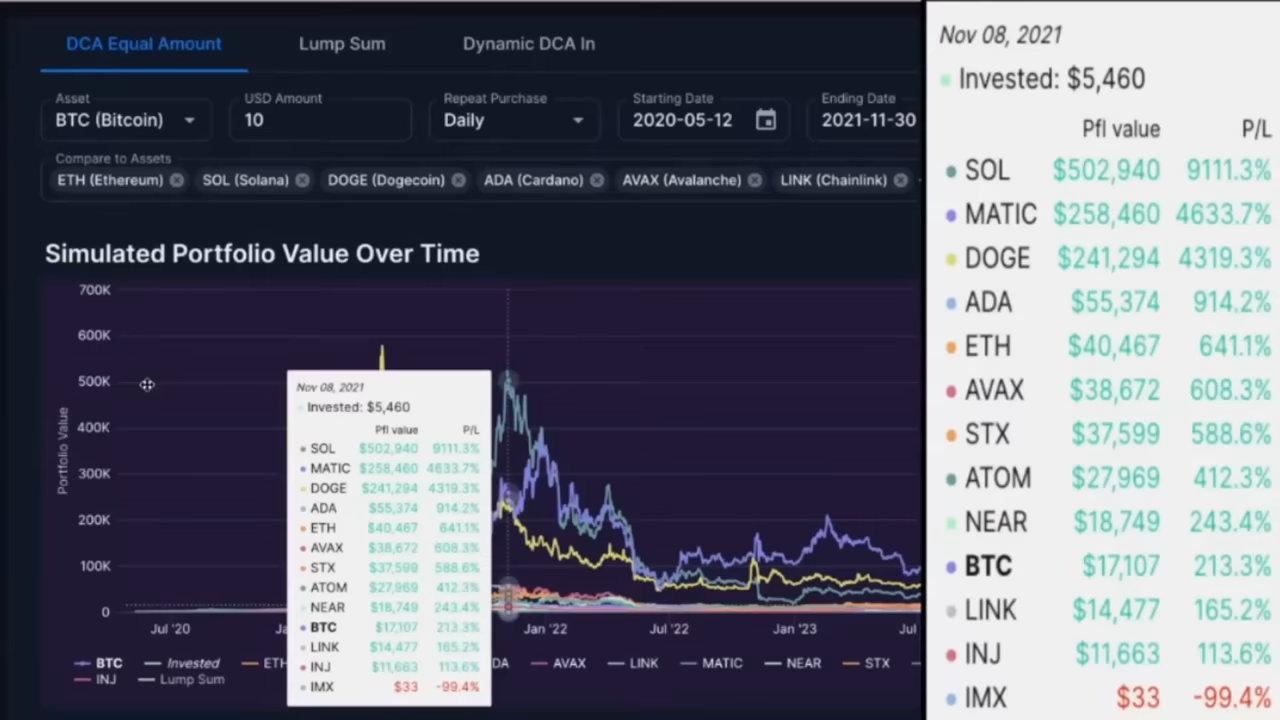 DCA Equal Amount Lump Sum Dynamic DCA In
Asset USD Amount Repeat Purchase Starting Date Ending Date
BTC (Bitcoin) 10 Daily 2020-05-12 2021-11-30
Compare to Assets
ETH (Ethereum) SOL (Solana) DOGE (Dogecoin) ADA (Cardano) AVAX (Avalanche) LINK (Chainlink)
Simulated Portfolio Value Over Time
700K
600K
500K
400K
300K
200K
100K
0
Portfolio Value
Jul '20 Ja Jan '22 Jul '22 Jan '23 Jul
BTC Invested ETH DA AVAX LINK MATIC NEAR STX
INJ Lump Sum
Nov 08, 2021
Invested: $5,460
Pfl value P/L
SOL $502,940 9111.3%
MATIC $258,460 4633.7%
DOGE $241,294 4319.3%
ADA $55,374 914.2%
ETH $40,467 641.1%
AVAX $38,672 608.3%
STX $37,599 588.6%
ATOM $27,969 412.3%
NEAR $18,749 243.4%
BTC $17,107 213.3%
LINK $14,477 165.2%
INJ $11,663 113.6%
IMX $33 -99.4%
Nov 08, 2021
Invested: $5,460
Pfl value P/L
SOL $502,940 9111.3%
MATIC $258,460 4633.7%
DOGE $241,294 4319.3%
ADA $55,374 914.2%
ETH $40,467 641.1%
AVAX $38,672 608.3%
STX $37,599 588.6%
ATOM $27,969 412.3%
NEAR $18,749 243.4%
BTC $17,107 213.3%
LINK $14,477 165.2%
INJ $11,663 113.6%
IMX $33 -99.4%